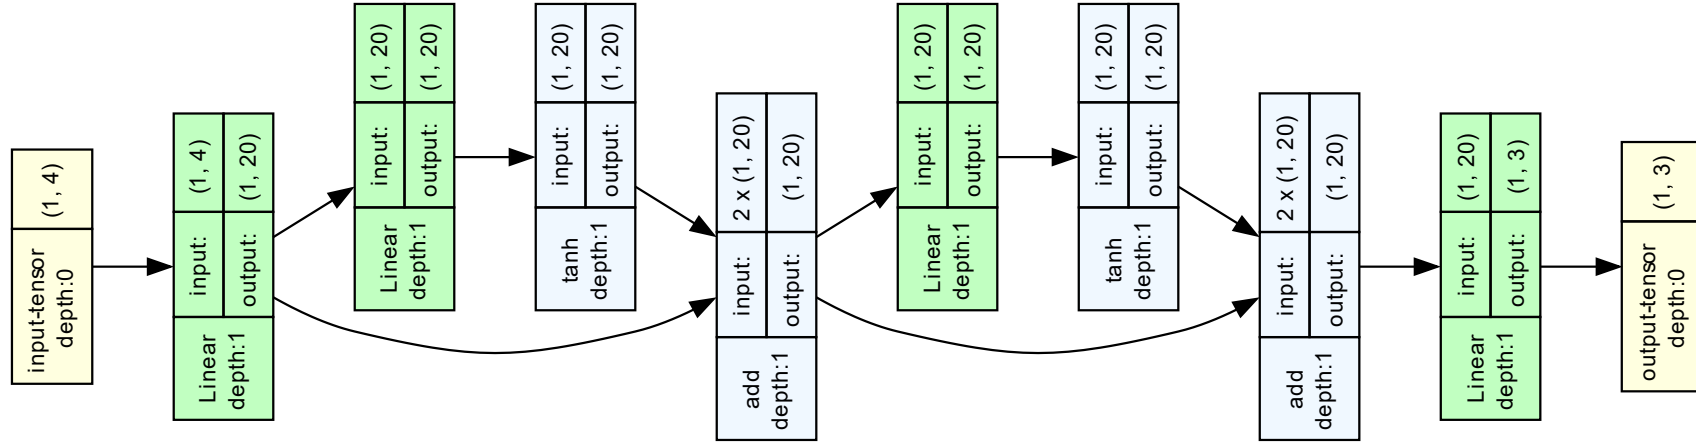 input-tensor
depth:0
(1, 4)
Linear
depth:1
input:
(1, 4)
output:
(1, 20)
Linear
depth:1
input:
(1, 20)
output:
(1, 20)
tanh
depth:1
input:
(1, 20)
output:
(1, 20)
add
depth:1
input:
2 x (1, 20)
output:
(1, 20)
Linear
depth:1
input:
(1, 20)
output:
(1, 20)
tanh
depth:1
input:
(1, 20)
output:
(1, 20)
add
depth:1
input:
2 x (1, 20)
output:
(1, 20)
Linear
depth:1
input:
(1, 20)
output:
(1, 3)
output-tensor
depth:0
(1, 3)